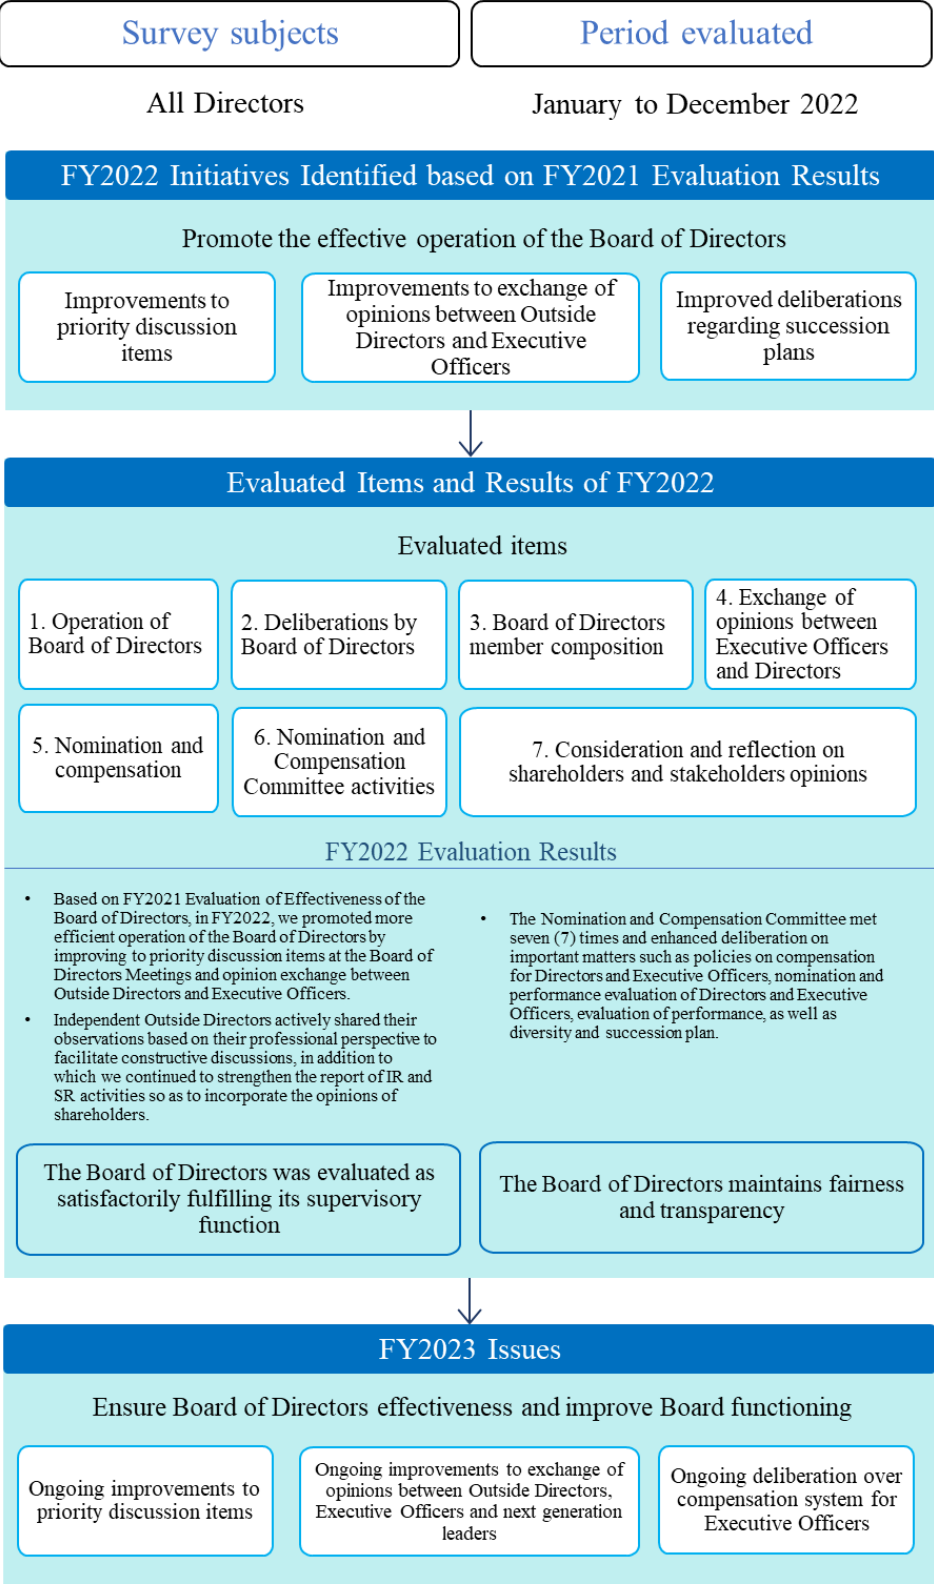 Survey subjects
Period evaluated
All Directors
January to December 2022
FY2022 Initiatives Identified based on FY2021 Evaluation Results
Promote the effective operation of the Board of Directors
Improvements to
priority discussion
items
Improvements to exchange of
opinions between Outside
Directors and Executive
Officers
Improved deliberations
regarding succession
plans
Evaluated Items and Results of FY2022
Evaluated items
1. Operation of
Board of Directors
2. Deliberations by
Board of Directors
3. Board of Directors
member composition
4. Exchange of
opinions between
Executive Officers
and Directors
5. Nomination and
compensation
6. Nomination and
Compensation
Committee activities
7. Consideration and reflection on
shareholders and stakeholders opinions
FY2022 Evaluation Results
• Based on FY2021 Evaluation of Effectiveness of the
Board of Directors, in FY2022, we promoted more
efficient operation of the Board of Directors by
improving to priority discussion items at the Board of
Directors Meetings and opinion exchange between
Outside Directors and Executive Officers.
• Independent Outside Directors actively shared their
observations based on their professional perspective to
facilitate constructive discussions, in addition to
which we continued to strengthen the report of IR and
SR activities so as to incorporate the opinions of
shareholders.
• The Nomination and Compensation Committee met
seven (7) times and enhanced deliberation on
important matters such as policies on compensation
for Directors and Executive Officers, nomination and
performance evaluation of Directors and Executive
Officers, evaluation of performance, as well as
diversity and succession plan.
The Board of Directors was evaluated as
satisfactorily fulfilling its supervisory
function
The Board of Directors maintains fairness
and transparency
FY2023 Issues
Ensure Board of Directors effectiveness and improve Board functioning
Ongoing improvements to
priority discussion items
Ongoing improvements to exchange of
opinions between Outside Directors,
Executive Officers and next generation
leaders
Ongoing deliberation over
compensation system for
Executive Officers